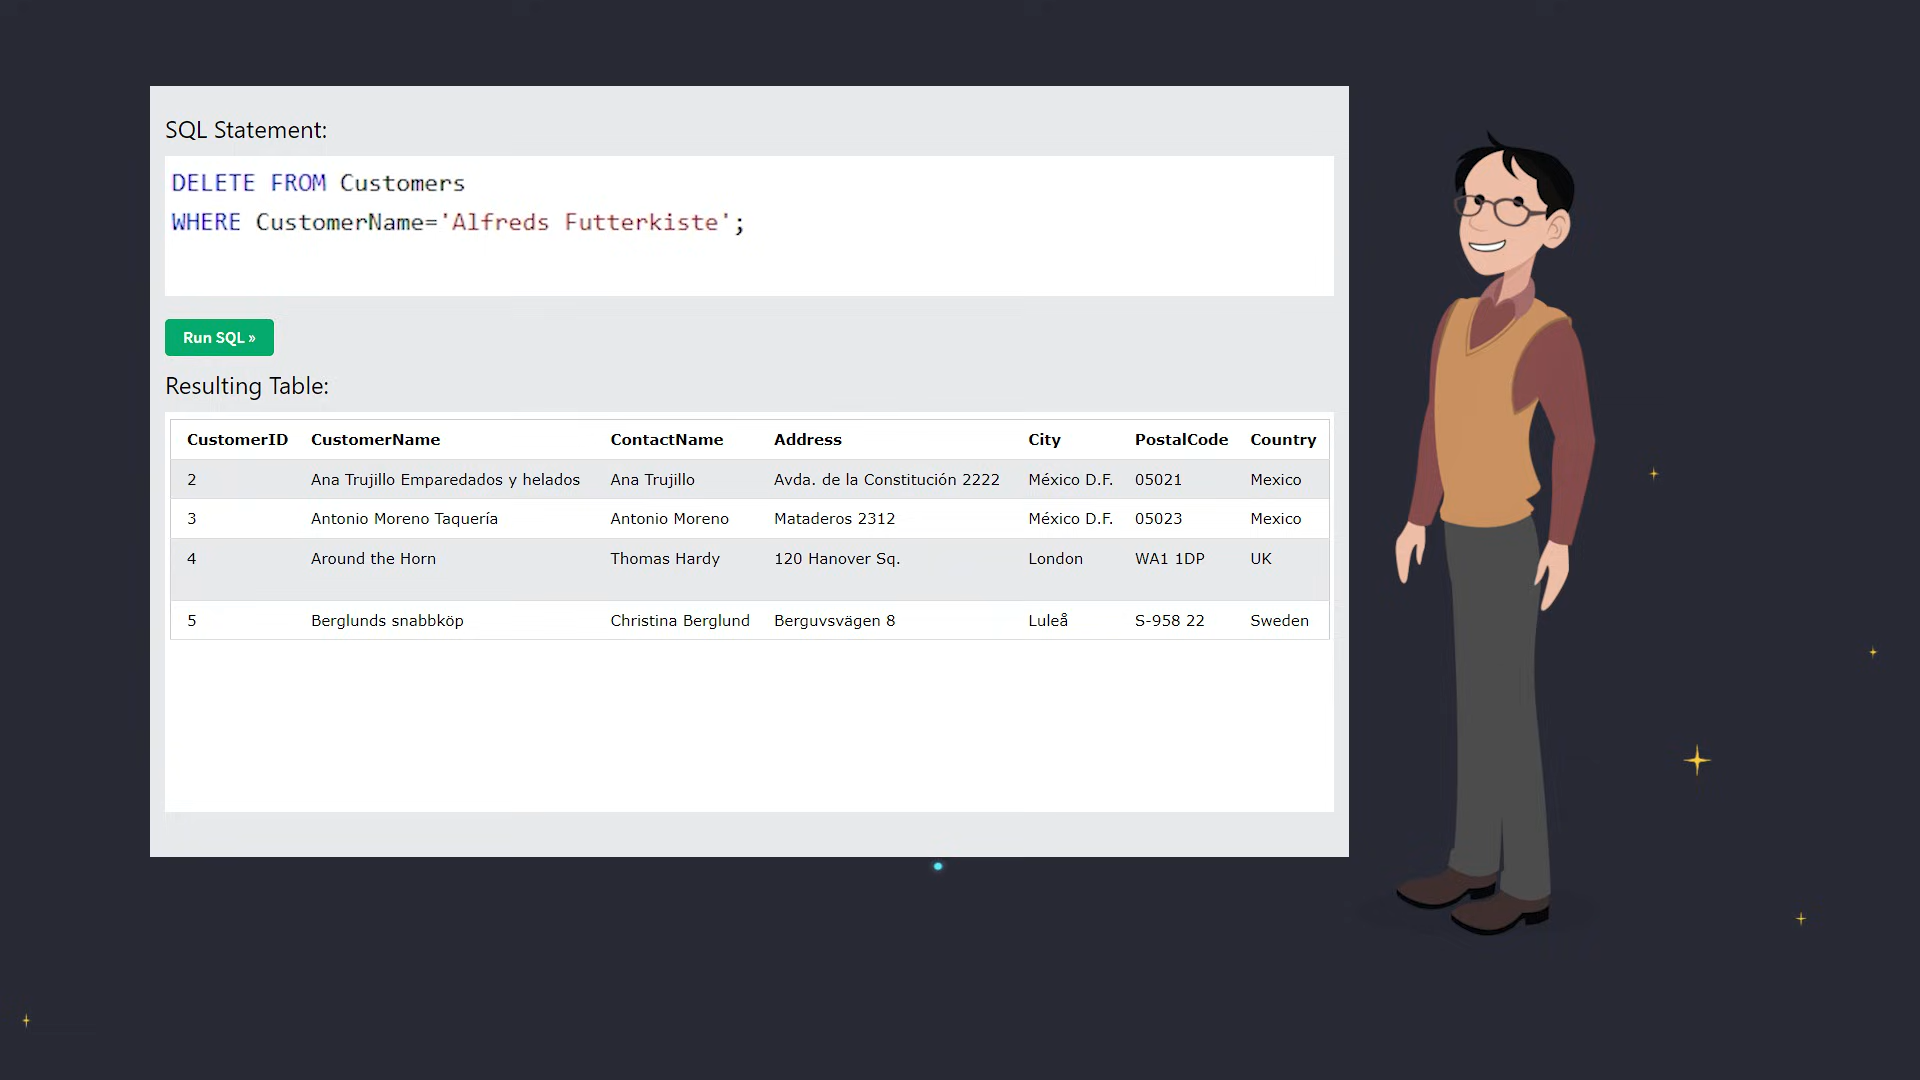 SQL Statement:
DELETE FROM Customers
WHERE CustomerName='Alfreds Futterkiste';
Run SQL »
Resulting Table:
CustomerID CustomerName ContactName Address City PostalCode Country
2 Ana Trujillo Emparedados y helados Ana Trujillo Avda. de la Constitución 2222 México D.F. 05021 Mexico
3 Antonio Moreno Taquería Antonio Moreno Mataderos 2312 México D.F. 05023 Mexico
4 Around the Horn Thomas Hardy 120 Hanover Sq. London WA1 1DP UK
5 Berglunds snabbköp Christina Berglund Berguvsvägen 8 Luleå S-958 22 Sweden